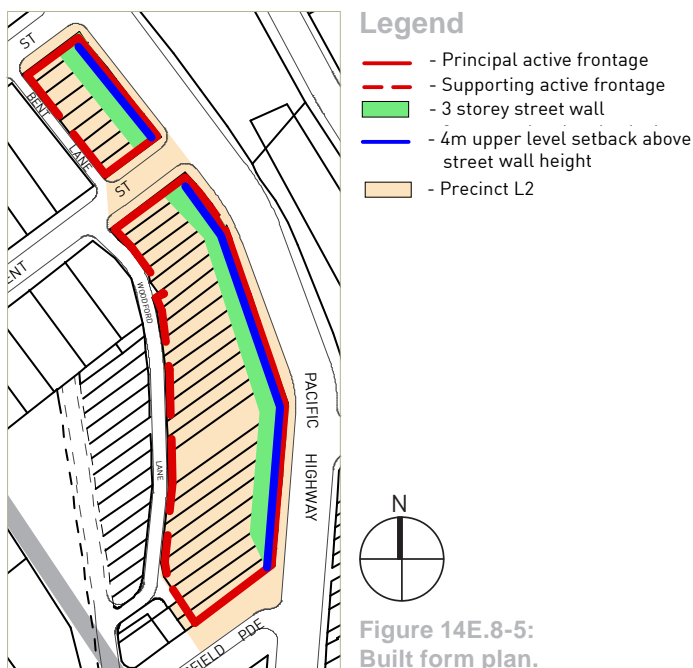 Legend
- Principal active frontage
- Supporting active frontage
- 3 storey street wall
- 4m upper level setback above
street wall height
- Precinct L2
ST
BENT
LANE
ST
ENT
WOODFORD
LANE
PACIFIC
HIGHWAY
FIELD PDE
N
Figure 14E.8-5:
Built form plan.